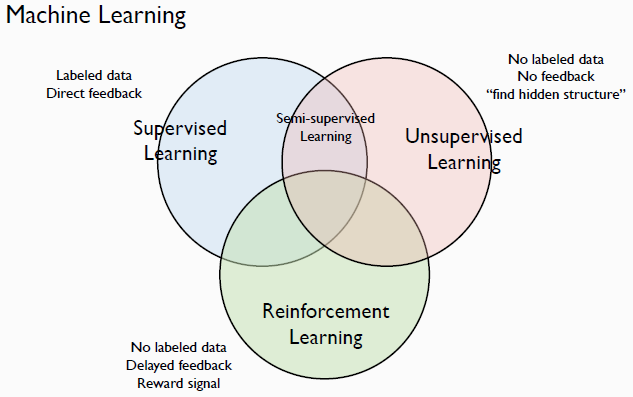 Machine Learning
Labeled data
Direct feedback
No labeled data
No feedback
“find hidden structure”
Supervised
Learning
Semi-supervised
Learning
Unsupervised
Learning
Reinforcement
Learning
No labeled data
Delayed feedback
Reward signal